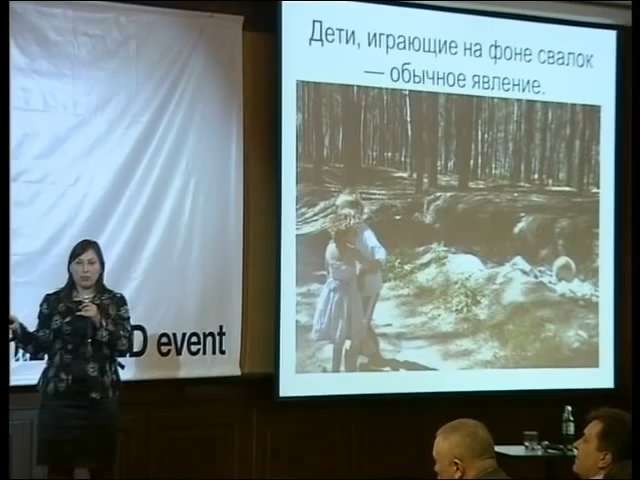 Дети, играющие на фоне свалок
— обычное явление.
D event